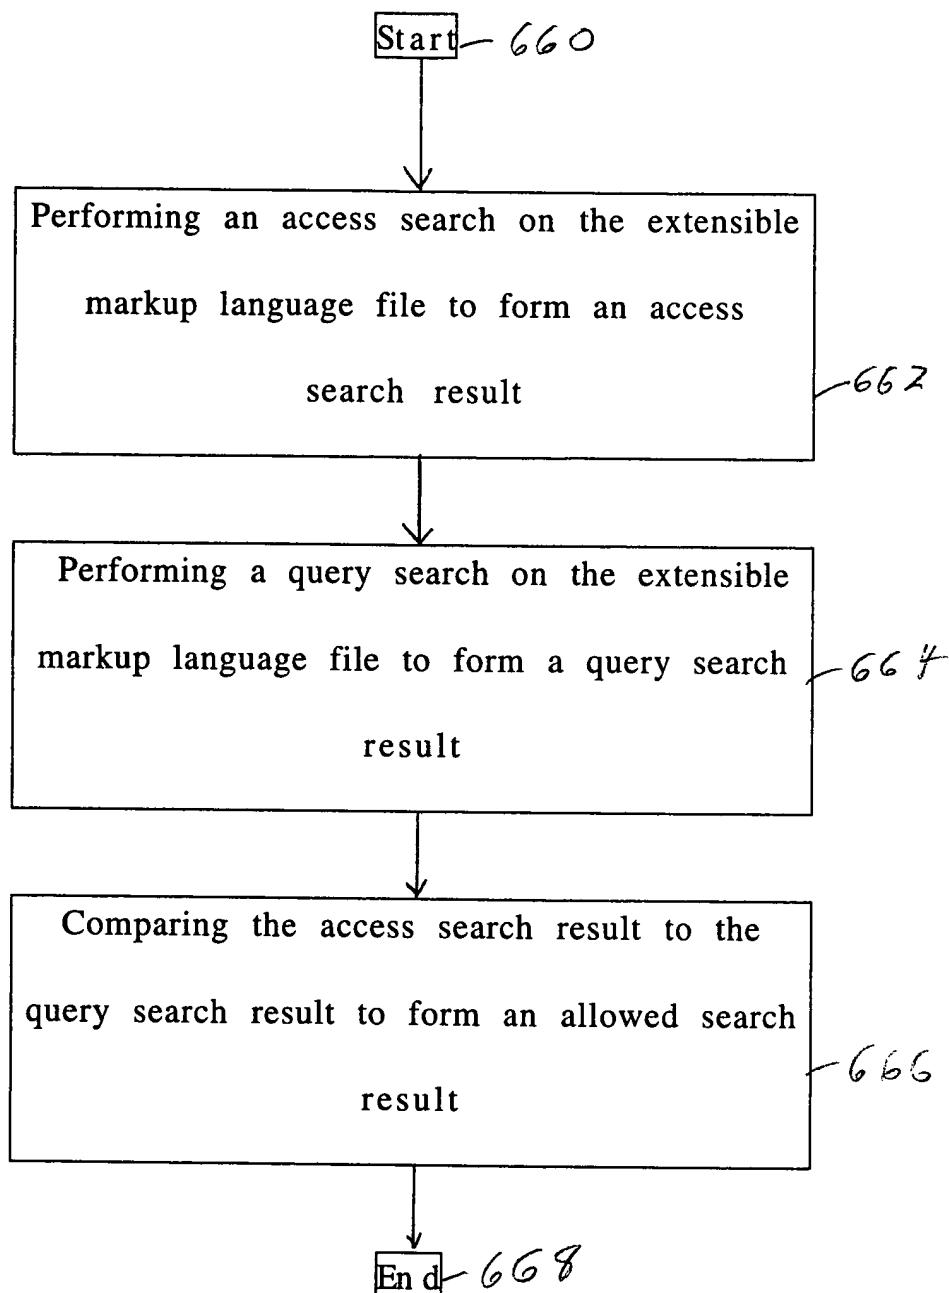 Start 660
Performing an access search on the extensible
markup language file to form an access
search result
662
Performing a query search on the extensible
markup language file to form a query search
664
result
Comparing the access search result to the
query search result to form an allowed search
666
result
End 668